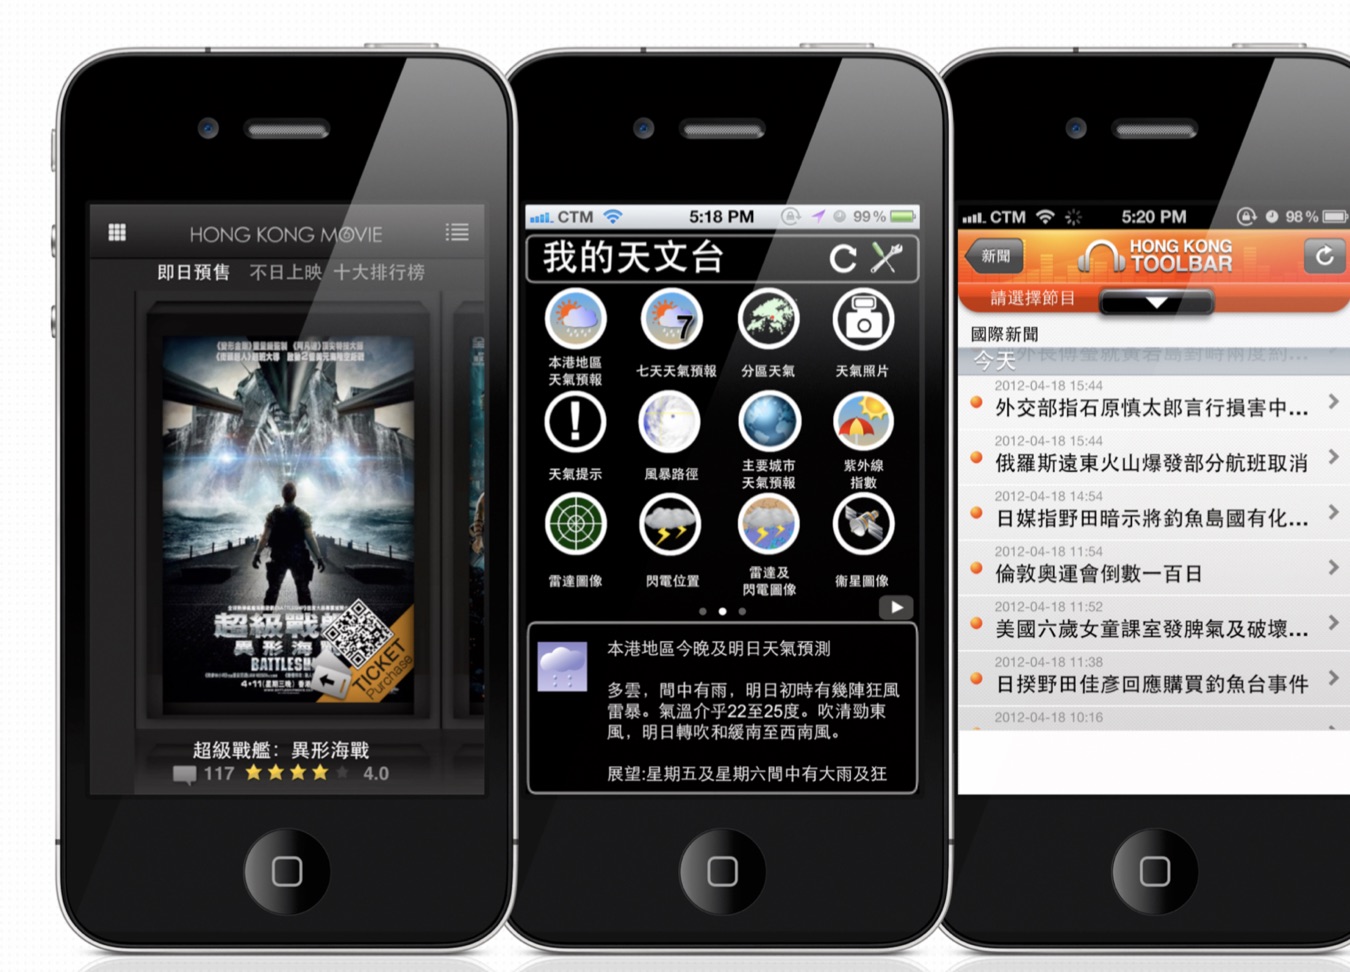 HONG KONG MOVIE
即日預售 不日上映 十大排行榜
超級戰
異形海
BATTLESHI
4•11(星期三晚)
TICKET
Purchase
超級戰艦：異形海戰
117 4.0
CTM 5:18 PM 99%
我的天文台
本港地區
天氣預報
7
七天天氣預報
分區天氣
天氣照片
天氣提示
風暴路徑
主要城市
天氣預報
紫外線
指數
雷達圖像
閃電位置
雷達及
閃電圖像
衞星圖像
本港地區今晚及明日天氣預測
多雲，間中有雨，明日初時有幾陣狂風
雷暴。氣溫介乎22至25度。吹清勁東
風，明日轉吹和緩南至西南風。
展望:星期五及星期六間中有大雨及狂
CTM 5:20 PM 98%
新聞
HONG KONG
TOOLBAR
請選擇節目
國際新聞
今天
2012-04-18 15:44
外交部指石原慎太郎言行損害中...
2012-04-18 15:44
俄羅斯遠東火山爆發部分航班取消
2012-04-18 14:54
日媒指野田暗示將釣魚島國有化...
2012-04-18 11:54
倫敦奧運會倒數一百日
2012-04-18 11:52
美國六歲女童課室發脾氣及破壞...
2012-04-18 11:38
日揆野田佳彥回應購買釣魚台事件
2012-04-18 10:16